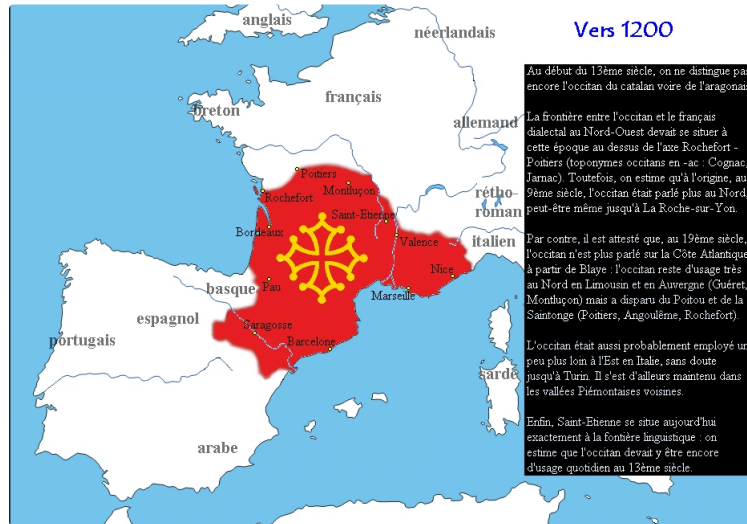 Vers 1200
anglais
néerlandais
français
breton
allemand
Poitiers
Montluçon
Rochefort
rétho-
roman
Saint-Etienne
Bordeaux
Valence
italien
Nice
Pau
Marseille
basque
espagnol
Saragosse
portugais
Barcelone
sarde
arabe
Au début du 13ème siècle, on ne distingue pas
encore l'occitan du catalan voire de l'aragonais
La frontière entre l'occitan et le français
dialectal au Nord-Ouest devait se situer à
cette époque au dessus de l'axe Rochefort -
Poitiers (toponymes occitans en -ac : Cognac,
Jarnac). Toutefois, on estime qu'à l'origine, au
9ème siècle, l'occitan était parlé plus au Nord,
peut-être même jusqu'à La Roche-sur-Yon.
Par contre, il est attesté que, au 19ème siècle,
l'occitan n'est plus parlé sur la Côte Atlantique
à partir de Blaye : l'occitan reste d'usage très
au Nord en Limousin et en Auvergne (Guéret,
Montluçon) mais a disparu du Poitou et de la
Saintonge (Poitiers, Angoulême, Rochefort).
L'occitan était aussi probablement employé un
peu plus loin à l'Est en Italie, sans doute
jusqu'à Turin. Il s'est d'ailleurs maintenu dans
les vallées Piémontaises voisines.
Enfin, Saint-Etienne se situe aujourd'hui
exactement à la fontière linguistique : on
estime que l'occitan devait y être encore
d'usage quotidien au 13ème siècle.